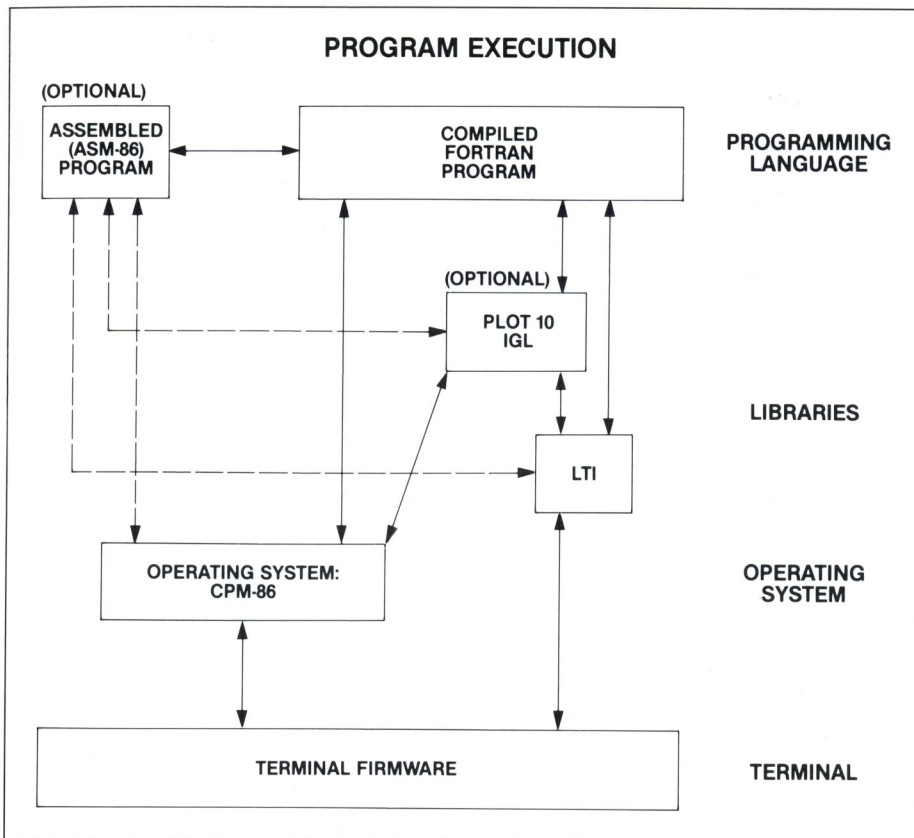 PROGRAM EXECUTION
(OPTIONAL)
ASSEMBLED
(ASM-86)
PROGRAM
COMPILED
FORTRAN
PROGRAM
PROGRAMMING
LANGUAGE
(OPTIONAL)
PLOT 10
IGL
LIBRARIES
LTI
OPERATING SYSTEM:
CPM-86
OPERATING
SYSTEM
TERMINAL FIRMWARE
TERMINAL